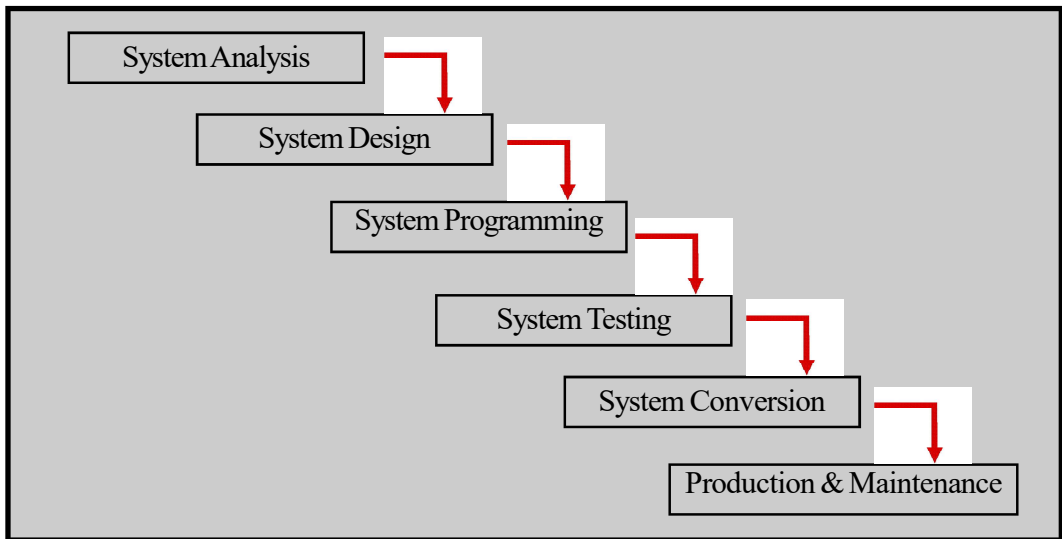 System Analysis
System Design
System Programming
System Testing
System Conversion
Production & Maintenance